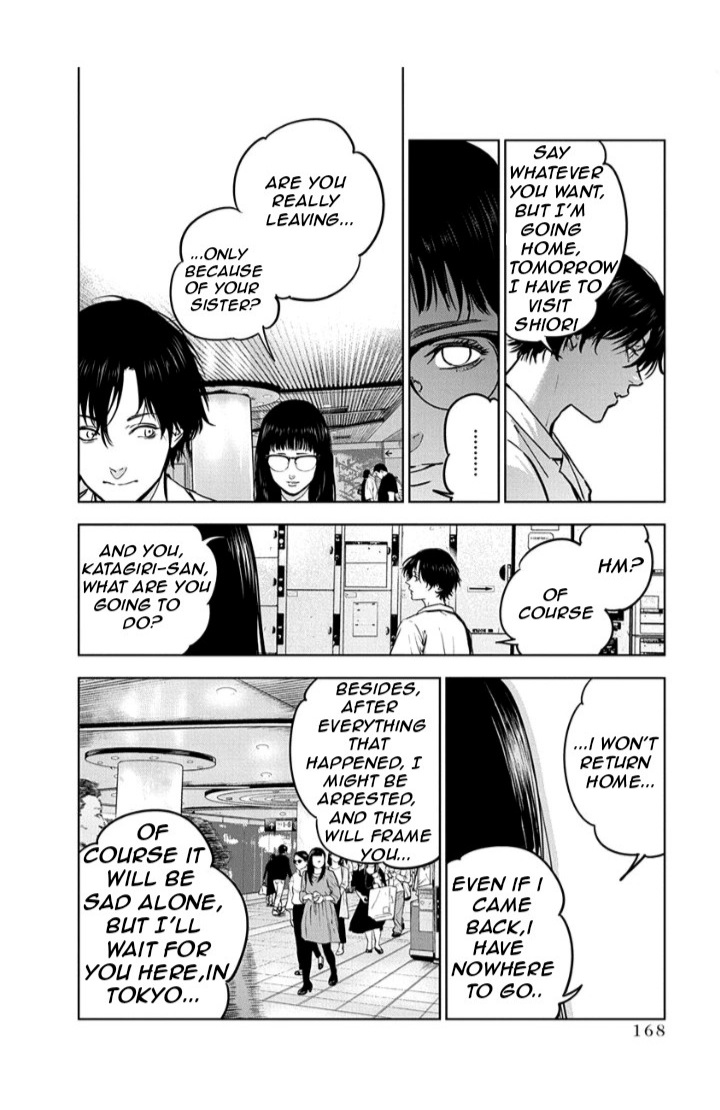 SAY
WHATEVER
YOU WANT,
BUT I'M
GOING
HOME,
TOMORROW
I HAVE TO
VISIT
SHIORI
.........
ARE YOU
REALLY
LEAVING...
...ONLY
BECAUSE
OF YOUR
SISTER?
HM?
OF
COURSE
AND YOU,
KATAGIRI-SAN,
WHAT ARE YOU
GOING TO
DO?
...I WON'T
RETURN
HOME...
EVEN IF I
CAME
BACK,I
HAVE
NOWHERE
TO GO..
BESIDES,
AFTER
EVERYTHING
THAT
HAPPENED, I
MIGHT BE
ARRESTED,
AND THIS
WILL FRAME
YOU...
OF
COURSE IT
WILL BE
SAD ALONE,
BUT I'LL
WAIT FOR
YOU HERE,IN
TOKYO...
168